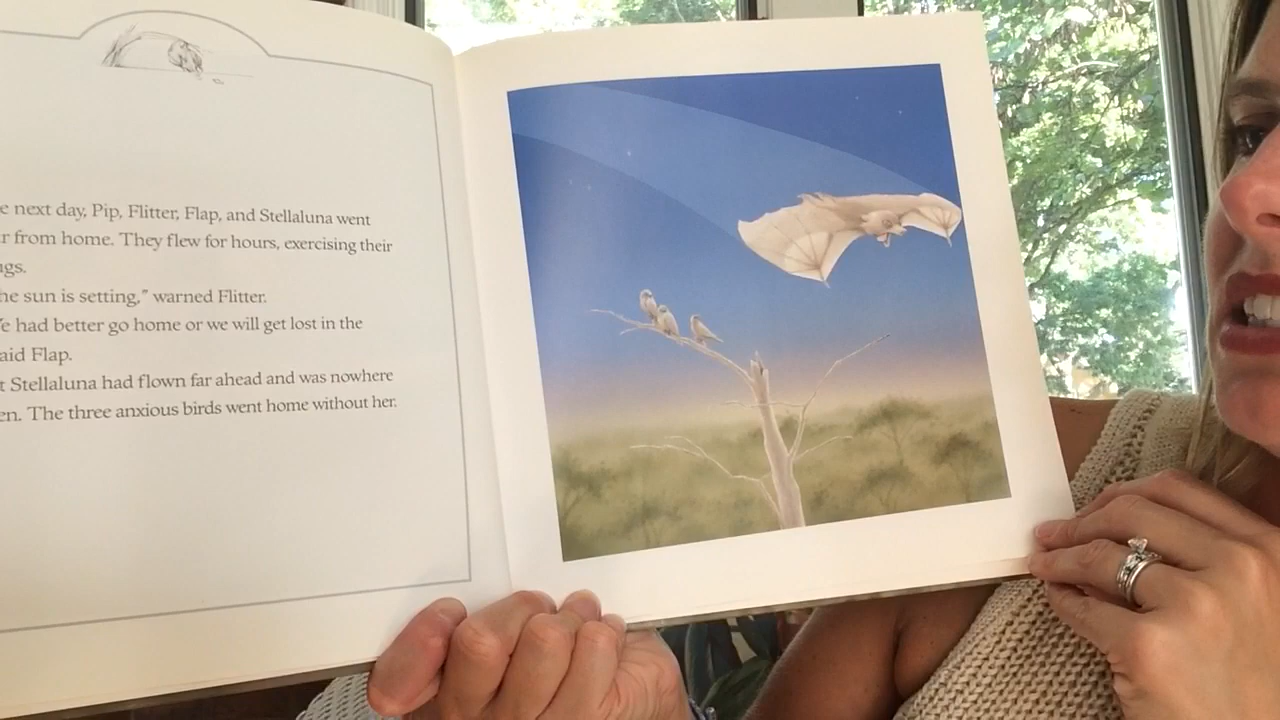 e next day, Pip, Flitter, Flap, and Stellaluna went
r from home. They flew for hours, exercising their
gs.
he sun is setting,” warned Flitter.
e had better go home or we will get lost in the
aid Flap.
t Stellaluna had flown far ahead and was nowhere
en. The three anxious birds went home without her.